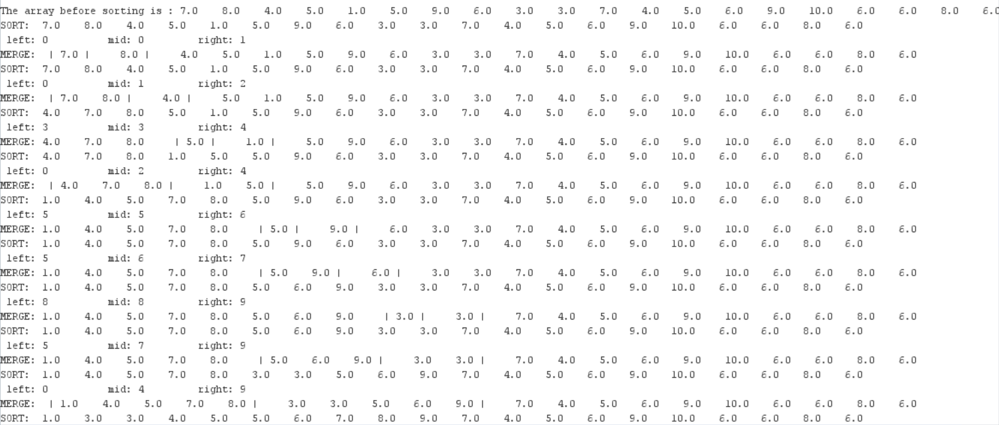 The array before sorting is : 7.0 8.0 4.0 5.0 1.0 5.0 9.0 6.0 3.0 3.0 7.0 4.0 5.0 6.0 9.0 10.0 6.0 6.0 8.0 6.0
SORT: 7.0 8.0 4.0 5.0 1.0 5.0 9.0 6.0 3.0 3.0 7.0 4.0 5.0 6.0 9.0 10.0 6.0 6.0 8.0 6.0
left: 0 mid: 0 right: 1
MERGE: | 7.0 | 8.0 | 4.0 5.0 1.0 5.0 9.0 6.0 3.0 3.0 7.0 4.0 5.0 6.0 9.0 10.0 6.0 6.0 8.0 6.0
SORT: 7.0 8.0 4.0 5.0 1.0 5.0 9.0 6.0 3.0 3.0 7.0 4.0 5.0 6.0 9.0 10.0 6.0 6.0 8.0 6.0
left: 0 mid: 1 right: 2
MERGE: | 7.0 8.0 | 4.0 | 5.0 1.0 5.0 9.0 6.0 3.0 3.0 7.0 4.0 5.0 6.0 9.0 10.0 6.0 6.0 8.0 6.0
SORT: 4.0 7.0 8.0 5.0 1.0 5.0 9.0 6.0 3.0 3.0 7.0 4.0 5.0 6.0 9.0 10.0 6.0 6.0 8.0 6.0
left: 3 mid: 3 right: 4
MERGE: 4.0 7.0 8.0 | 5.0 | 1.0 | 5.0 9.0 6.0 3.0 3.0 7.0 4.0 5.0 6.0 9.0 10.0 6.0 6.0 8.0 6.0
SORT: 4.0 7.0 8.0 1.0 5.0 5.0 9.0 6.0 3.0 3.0 7.0 4.0 5.0 6.0 9.0 10.0 6.0 6.0 8.0 6.0
left: 0 mid: 2 right: 4
MERGE: | 4.0 7.0 8.0 | 1.0 5.0 | 5.0 9.0 6.0 3.0 3.0 7.0 4.0 5.0 6.0 9.0 10.0 6.0 6.0 8.0 6.0
SORT: 1.0 4.0 5.0 7.0 8.0 5.0 9.0 6.0 3.0 3.0 7.0 4.0 5.0 6.0 9.0 10.0 6.0 6.0 8.0 6.0
left: 5 mid: 5 right: 6
MERGE: 1.0 4.0 5.0 7.0 8.0 | 5.0 | 9.0 | 6.0 3.0 3.0 7.0 4.0 5.0 6.0 9.0 10.0 6.0 6.0 8.0 6.0
SORT: 1.0 4.0 5.0 7.0 8.0 5.0 9.0 6.0 3.0 3.0 7.0 4.0 5.0 6.0 9.0 10.0 6.0 6.0 8.0 6.0
left: 5 mid: 6 right: 7
MERGE: 1.0 4.0 5.0 7.0 8.0 | 5.0 9.0 | 6.0 | 3.0 3.0 7.0 4.0 5.0 6.0 9.0 10.0 6.0 6.0 8.0 6.0
SORT: 1.0 4.0 5.0 7.0 8.0 5.0 6.0 9.0 3.0 3.0 7.0 4.0 5.0 6.0 9.0 10.0 6.0 6.0 8.0 6.0
left: 8 mid: 8 right: 9
MERGE: 1.0 4.0 5.0 7.0 8.0 5.0 6.0 9.0 | 3.0 | 3.0 | 7.0 4.0 5.0 6.0 9.0 10.0 6.0 6.0 8.0 6.0
SORT: 1.0 4.0 5.0 7.0 8.0 5.0 6.0 9.0 3.0 3.0 7.0 4.0 5.0 6.0 9.0 10.0 6.0 6.0 8.0 6.0
left: 5 mid: 7 right: 9
MERGE: 1.0 4.0 5.0 7.0 8.0 | 5.0 6.0 9.0 | 3.0 3.0 | 7.0 4.0 5.0 6.0 9.0 10.0 6.0 6.0 8.0 6.0
SORT: 1.0 4.0 5.0 7.0 8.0 3.0 3.0 5.0 6.0 9.0 7.0 4.0 5.0 6.0 9.0 10.0 6.0 6.0 8.0 6.0
left: 0 mid: 4 right: 9
MERGE: | 1.0 4.0 5.0 7.0 8.0 | 3.0 3.0 5.0 6.0 9.0 | 7.0 4.0 5.0 6.0 9.0 10.0 6.0 6.0 8.0 6.0
SORT: 1.0 3.0 3.0 4.0 5.0 5.0 6.0 7.0 8.0 9.0 7.0 4.0 5.0 6.0 9.0 10.0 6.0 6.0 8.0 6.0